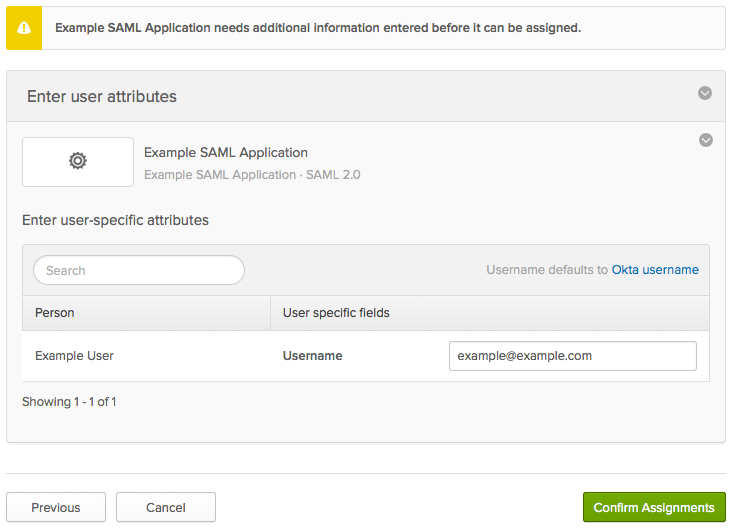 Example SAML Application needs additional information entered before it can be assigned.
Enter user attributes
Example SAML Application
Example SAML Application · SAML 2.0
Enter user-specific attributes
Search
Username defaults to Okta username
Person User specific fields
Example User Username example@example.com
Showing 1 - 1 of 1
Previous Cancel Confirm Assignments